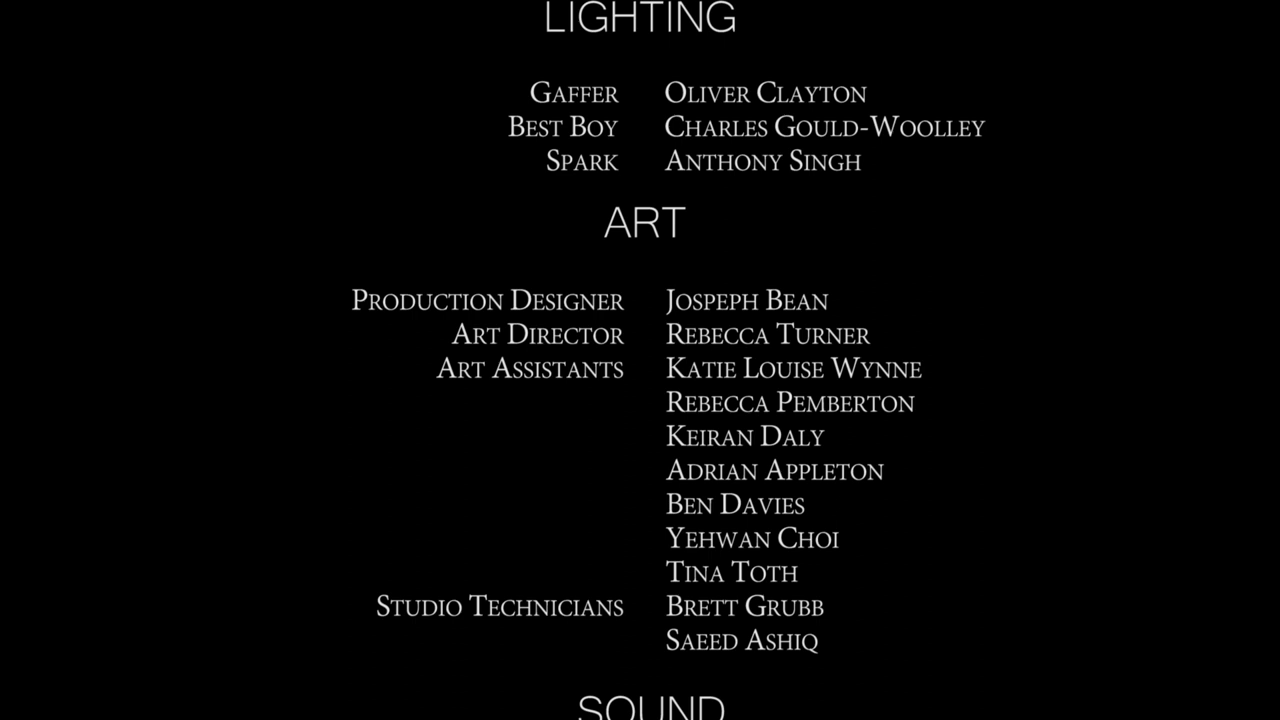 LIGHTING
GAFFER OLIVER CLAYTON
BEST BOY CHARLES GOULD-WOOLLEY
SPARK ANTHONY SINGH
ART
PRODUCTION DESIGNER JOSPEPH BEAN
ART DIRECTOR REBECCA TURNER
ART ASSISTANTS KATIE LOUISE WYNNE
REBECCA PEMBERTON
KEIRAN DALY
ADRIAN APPLETON
BEN DAVIES
YEHWAN CHOI
TINA TOTH
STUDIO TECHNICIANS BRETT GRUBB
SAEED ASHIQ
SOUND